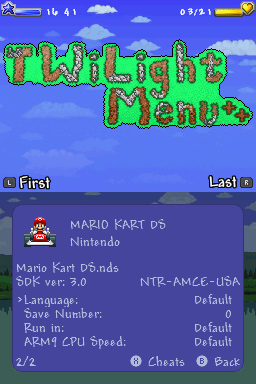 16 41
03/21
TWiLight
Menu++
L First
Last R
MARIO KART DS
Nintendo
Mario Kart DS.nds
SDK ver: 3.0 NTR-AMCE-USA
>Language: Default
Save Number: 0
Run in: Default
ARM9 CPU Speed: Default
2/2 X Cheats B Back